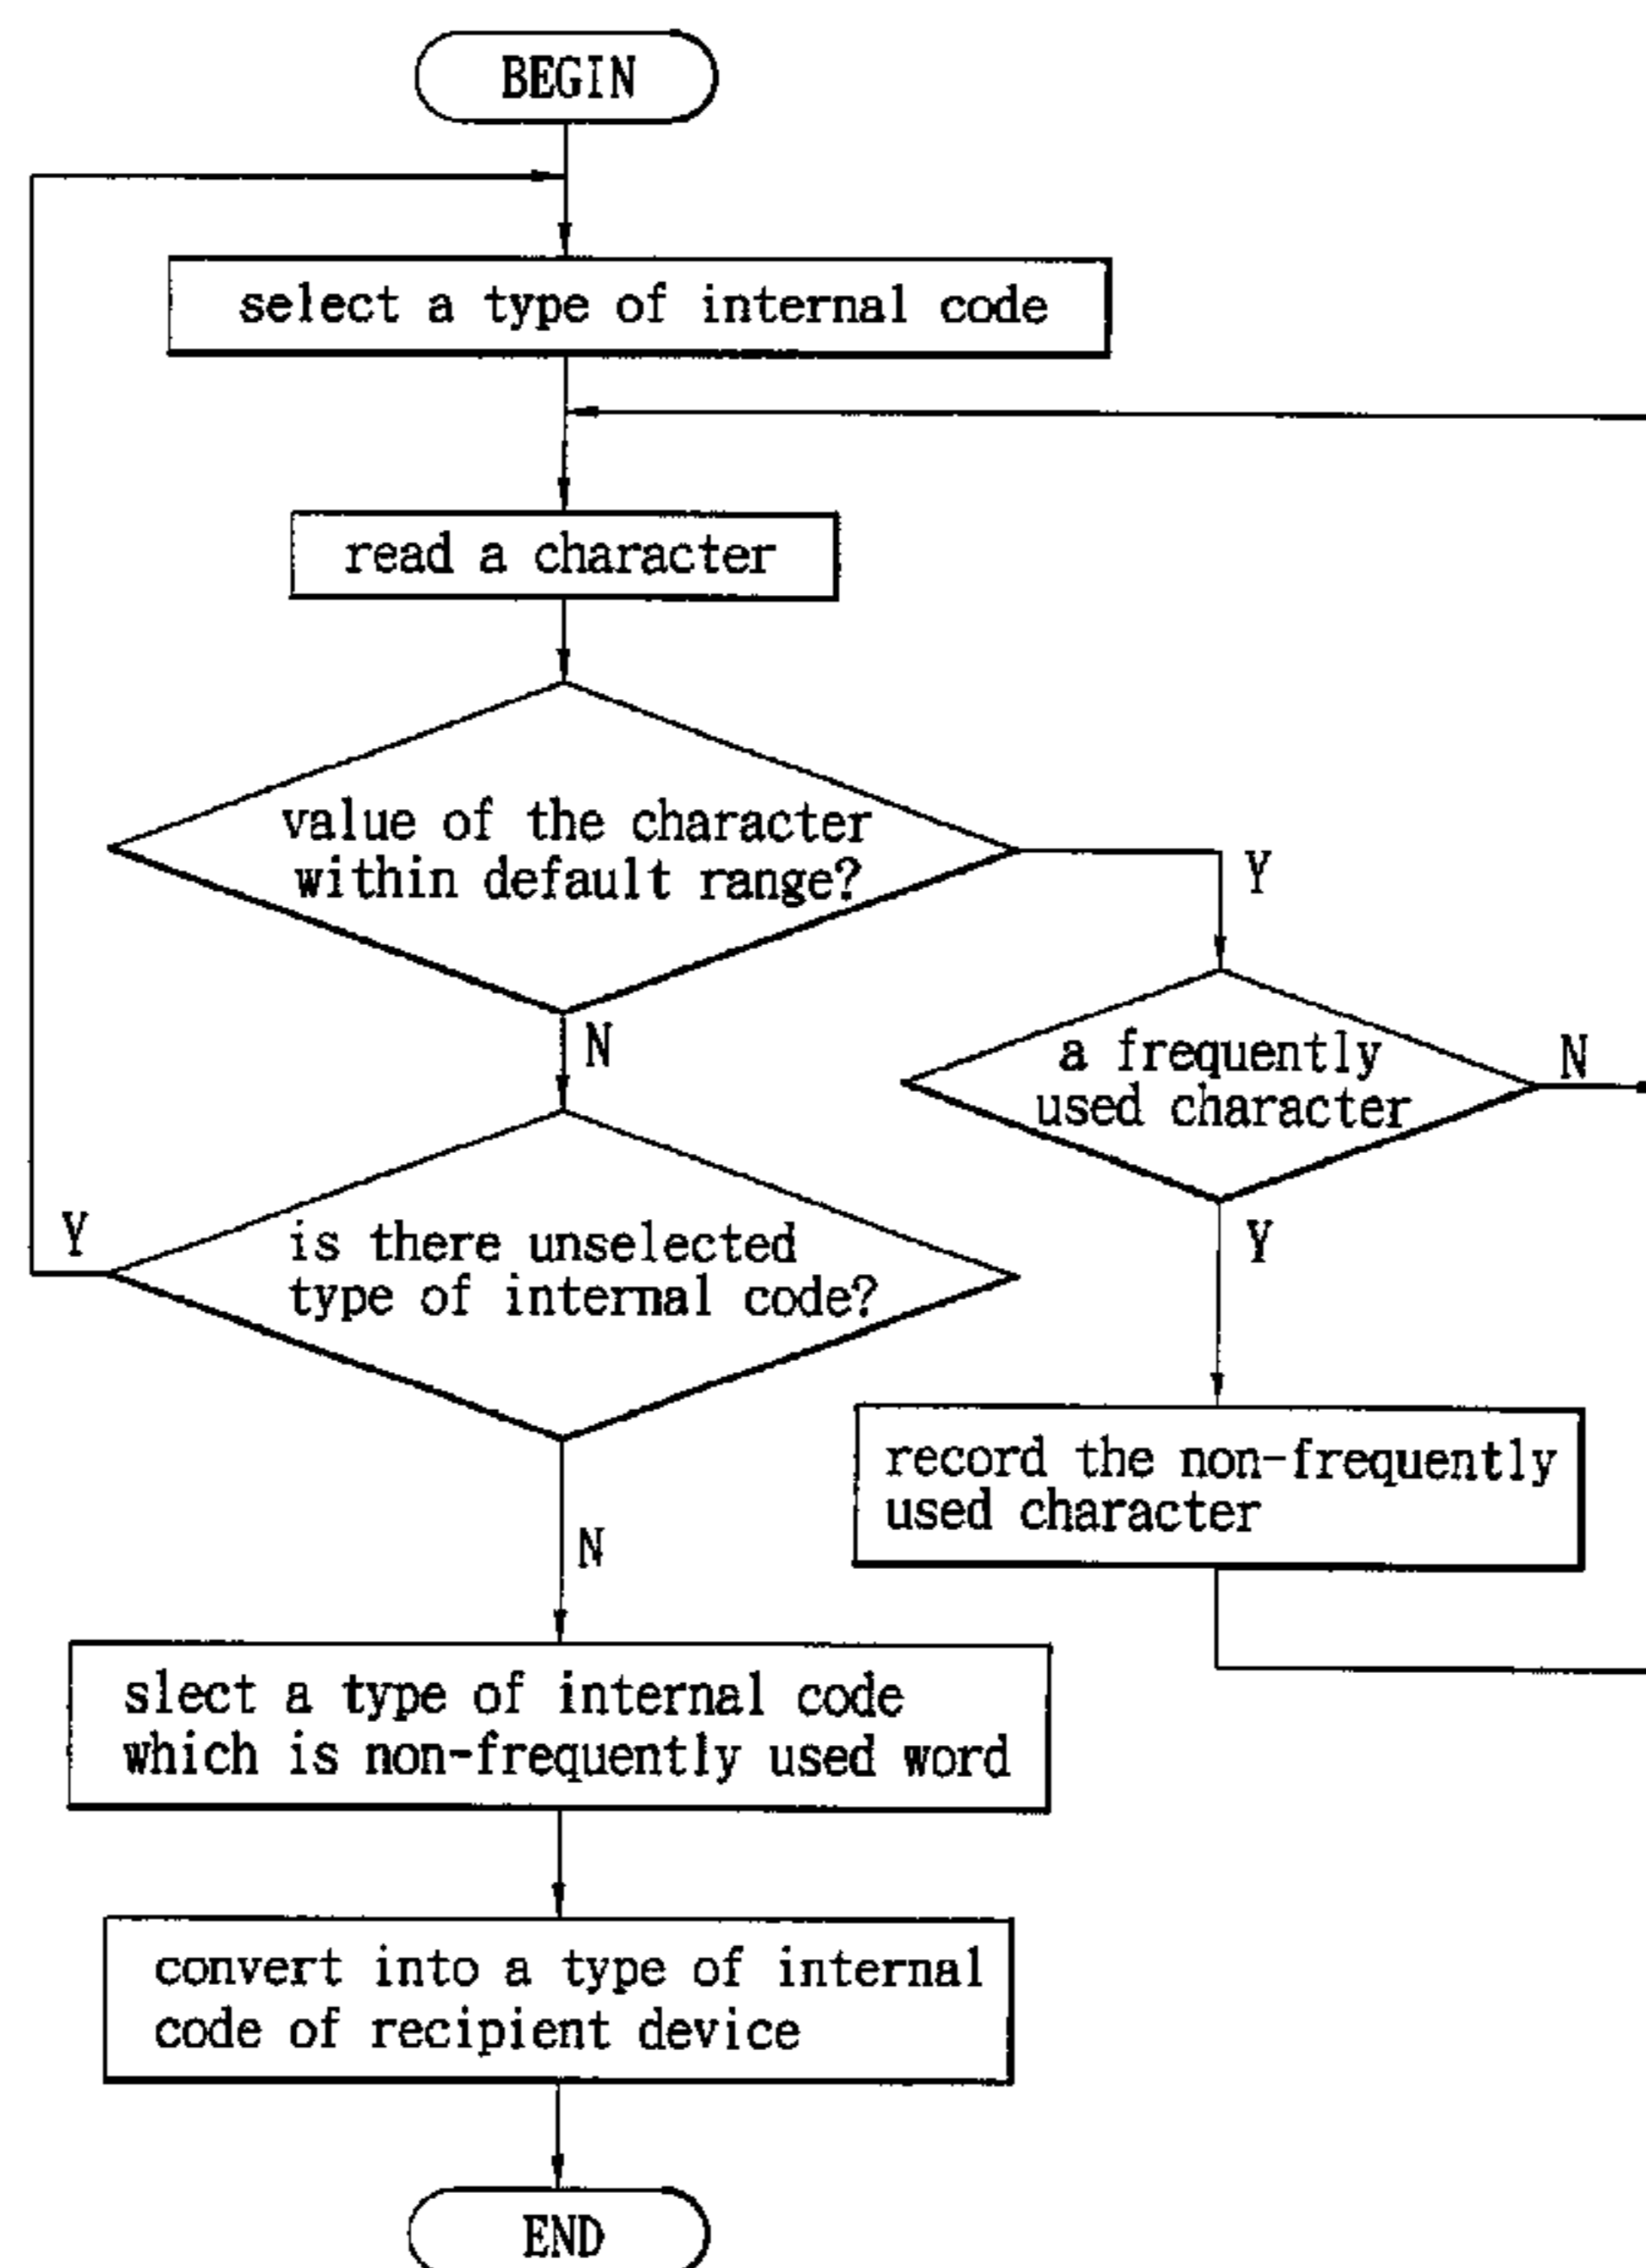 BEGIN
select a type of internal code
read a character
value of the character
within default range?
Y
N
a frequently
used character
N
Y
is there unselected
type of internal code?
Y
N
record the non-frequently
used character
slect a type of internal code
which is non-frequently used word
convert into a type of internal
code of recipient device
END